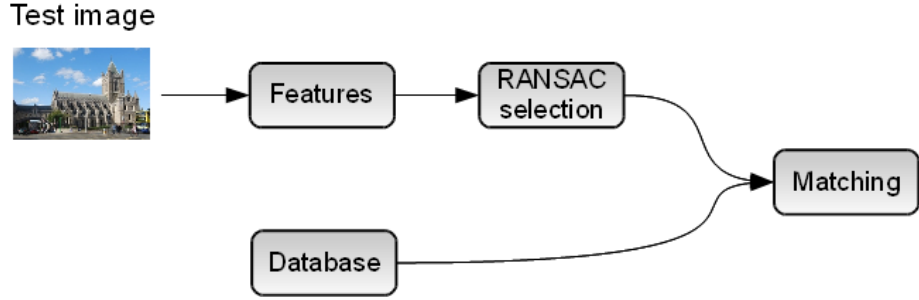 Test image
Features
RANSAC
selection
Matching
Database